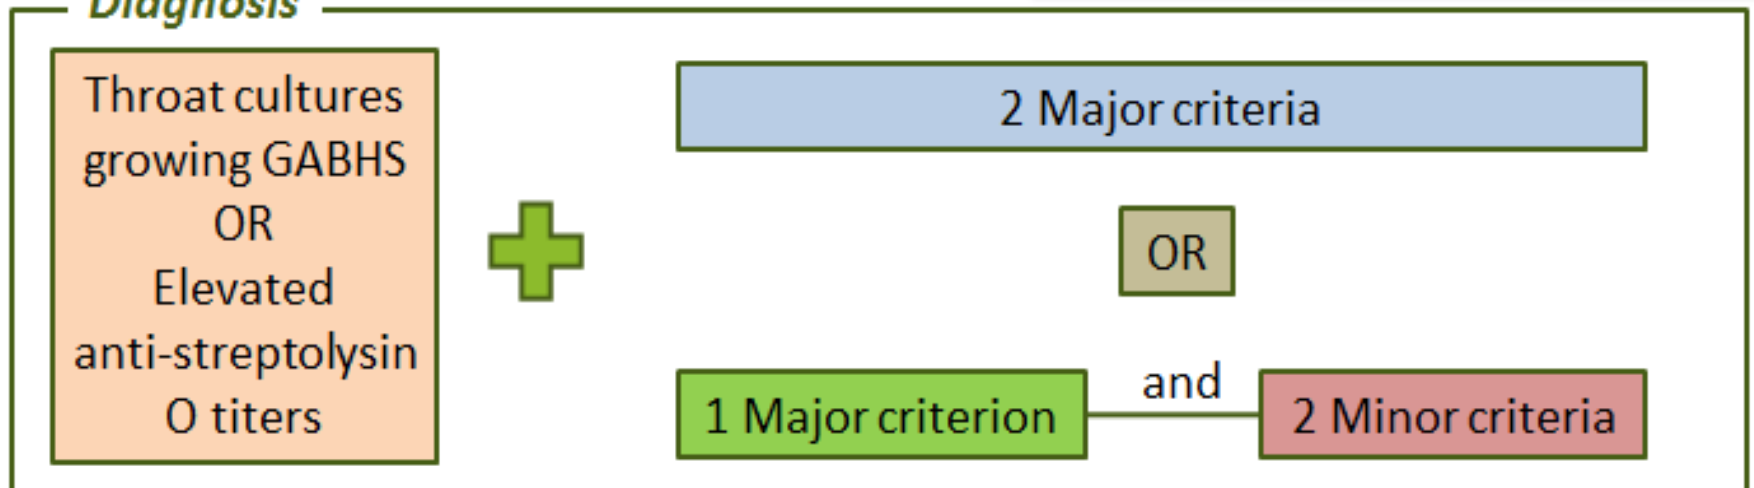 Diagnosis
Throat cultures
growing GABHS
OR
Elevated
anti-streptolysin
O titers
2 Major criteria
OR
1 Major criterion
and
2 Minor criteria